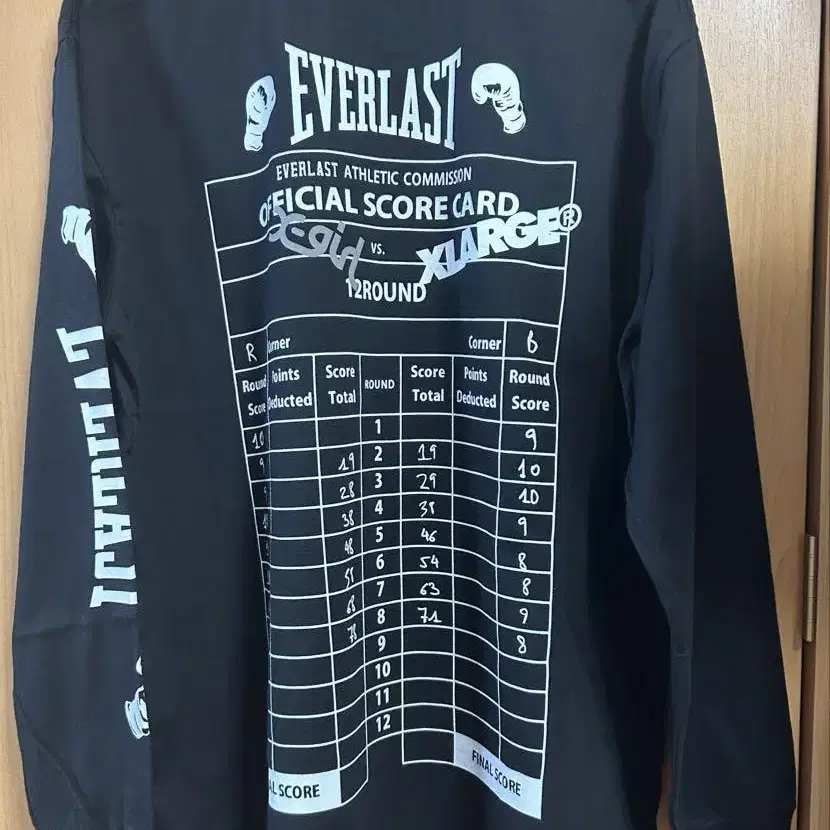 EVERLAST
EVERLAST ATHLETIC COMMISSION
OFFICIAL SCORE CARD
X-girl VS. XLARGE®
12ROUND
R Corner Corner B
Round Score Points Deducted Score Total ROUND Score Total Points Deducted Round Score
10 1 9
9 19 2 19 10
28 3 29 10
38 4 38 9
48 5 46 8
6 54 8
68 7 63 9
78 8 71 8
9
10
11
12
FINAL SCORE
AL SCORE
EVERLAST